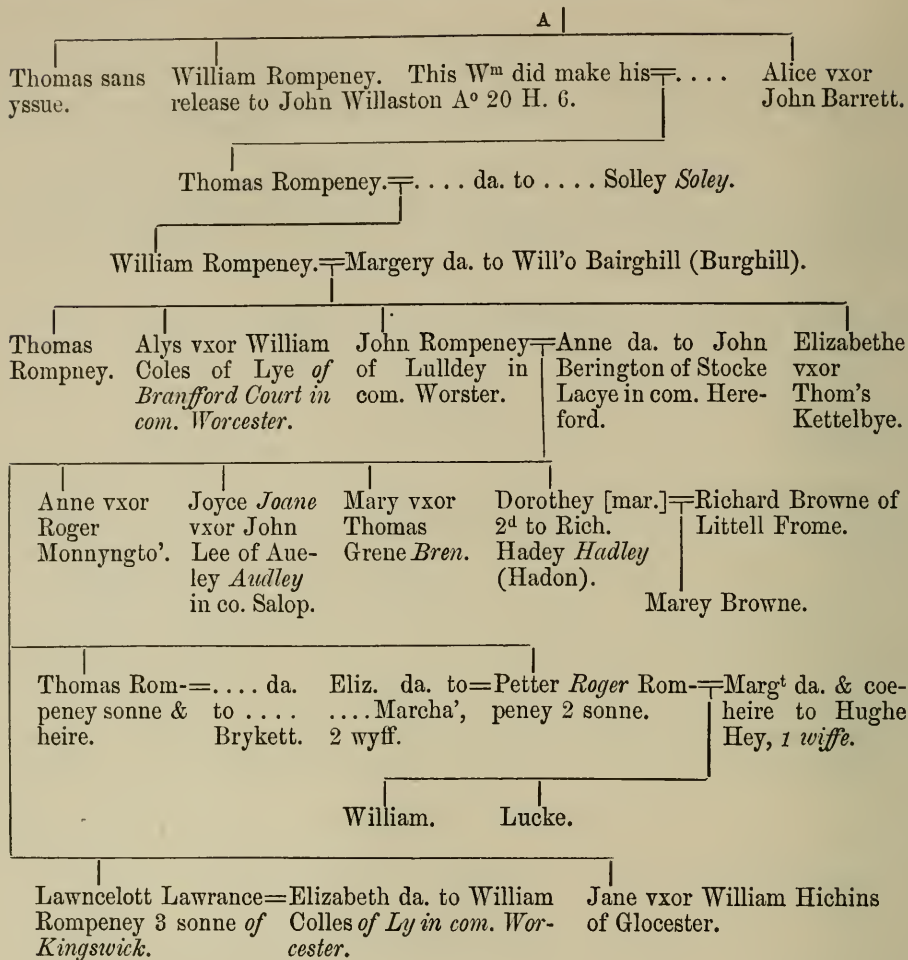 A
Thomas sans
yssue.
William Rompeney. This Wm did make his . . . .
release to John Willaston Ao 20 H. 6.
Alice vxor
John Barrett.
Thomas Rompeney. . . . . da. to . . . . Solley Soley.
William Rompeney. Margery da. to Will'o Bairghill (Burghill).
Thomas
Rompney.
Alys vxor William
Coles of Lye of
Branfford Court in
com. Worcester.
John Rompeney
of Lulldey in
com. Worster.
Anne da. to John
Berington of Stocke
Lacye in com. Here-
ford.
Elizabethe
vxor
Thom's
Kettelbye.
Anne vxor
Roger
Monnyngto'.
Joyce Joane
vxor John
Lee of Aue-
ley Audley
in co. Salop.
Mary vxor
Thomas
Grene Bren.
Dorothey [mar.]
2d to Rich.
Hadey Hadley
(Hadon).
Richard Browne of
Littell Frome.
Marey Browne.
Thomas Rom-
peney sonne &
heire.
= . . . . da.
to . . . .
Brykett.
Eliz. da. to
. . . . Marcha',
2 wyff.
=Petter Roger Rom-
peney 2 sonne.
Margt da. & coe-
heire to Hughe
Hey, 1 wiffe.
William. Lucke.
Lawncelott Lawrance
Rompeney 3 sonne of
Kingswick.
=Elizabeth da. to William
Colles of Ly in com. Wor-
cester.
Jane vxor William Hichins
of Glocester.